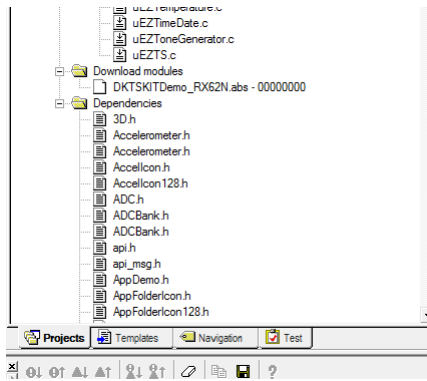 uEZTemperature.c
uEZTimeDate.c
uEZToneGenerator.c
uEZTS.c
Download modules
DKTSKITDemo_RX62N.abs - 00000000
Dependencies
3D.h
Accelerometer.h
Accelerometer.h
AccelIcon.h
AccelIcon128.h
ADC.h
ADCBank.h
ADCBank.h
api.h
api_msg.h
AppDemo.h
AppFolderIcon.h
AppFolderIcon128.h
Projects Templates Navigation Test